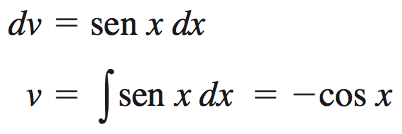 dv = sen x dx
v = ∫ sen x dx = −cos x